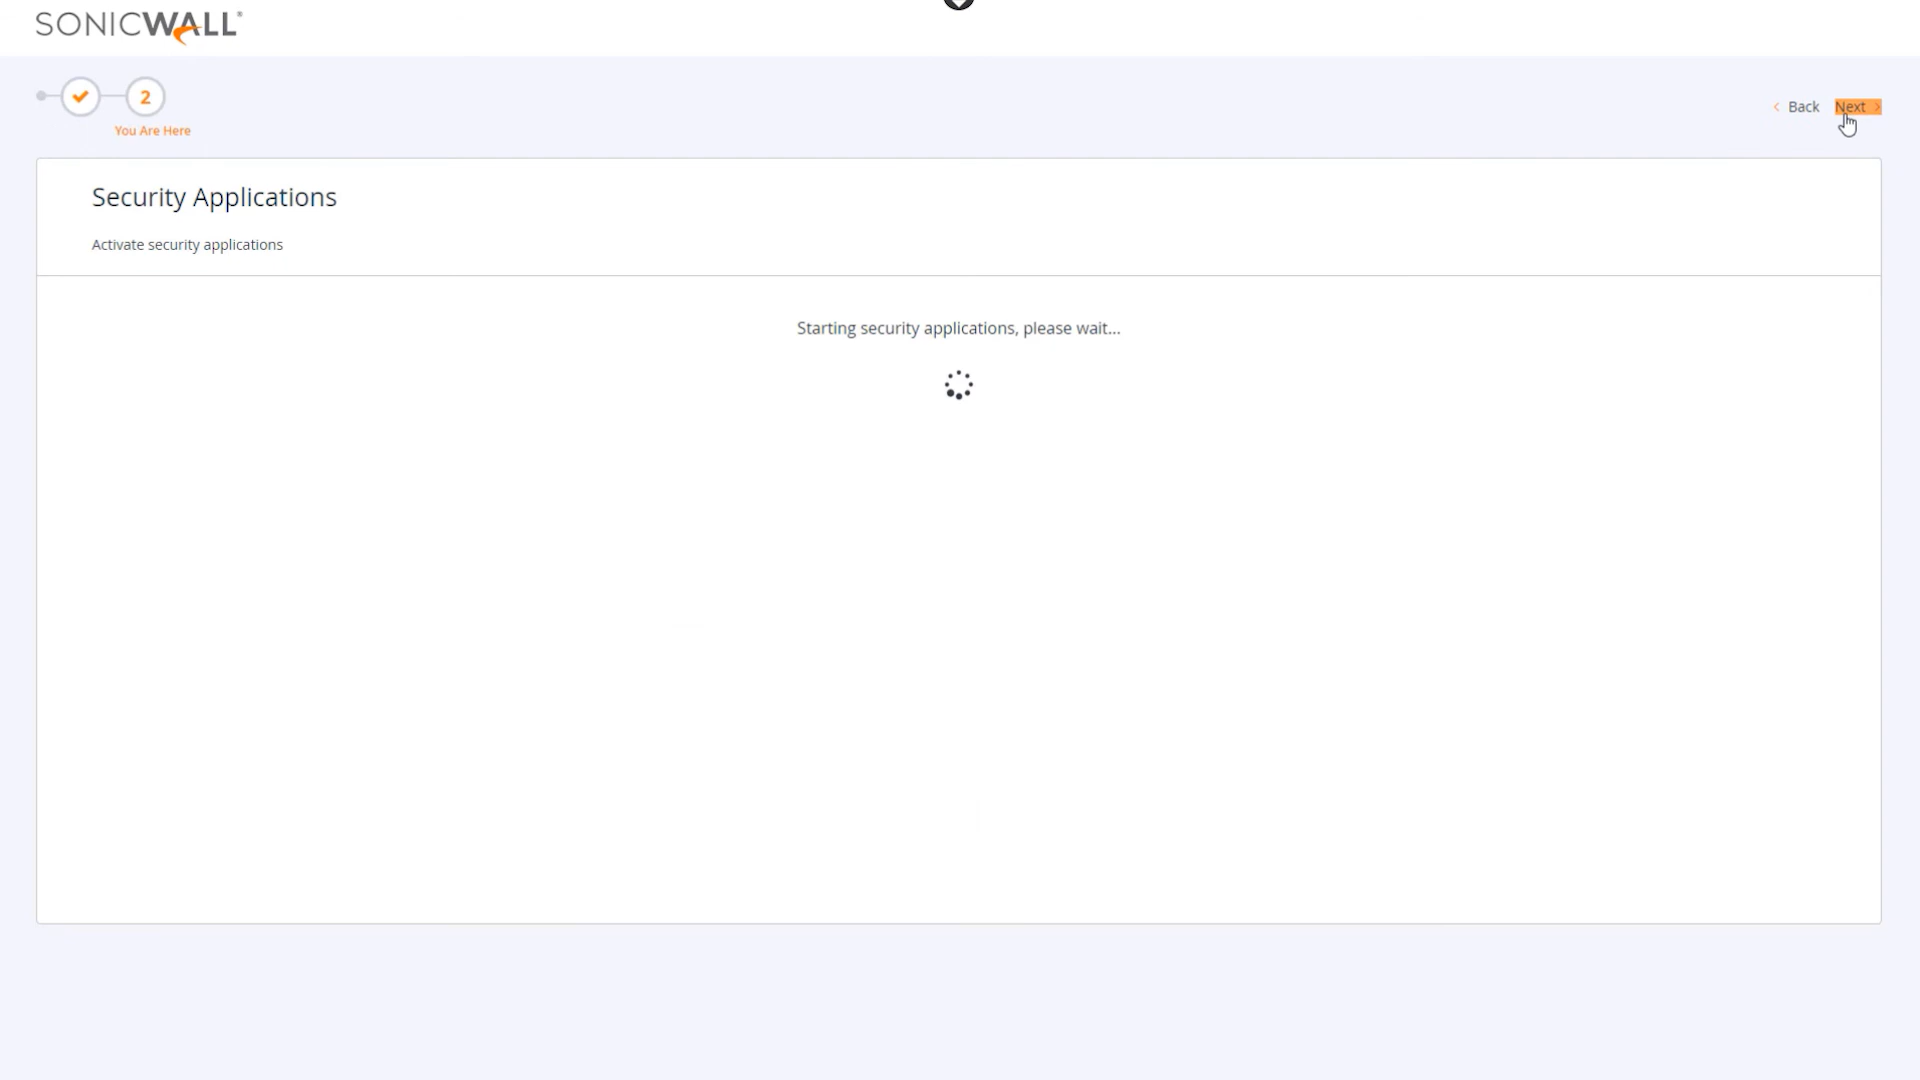 SONICWALL®
2
You Are Here
Back
Next
Security Applications
Activate security applications
Starting security applications, please wait...